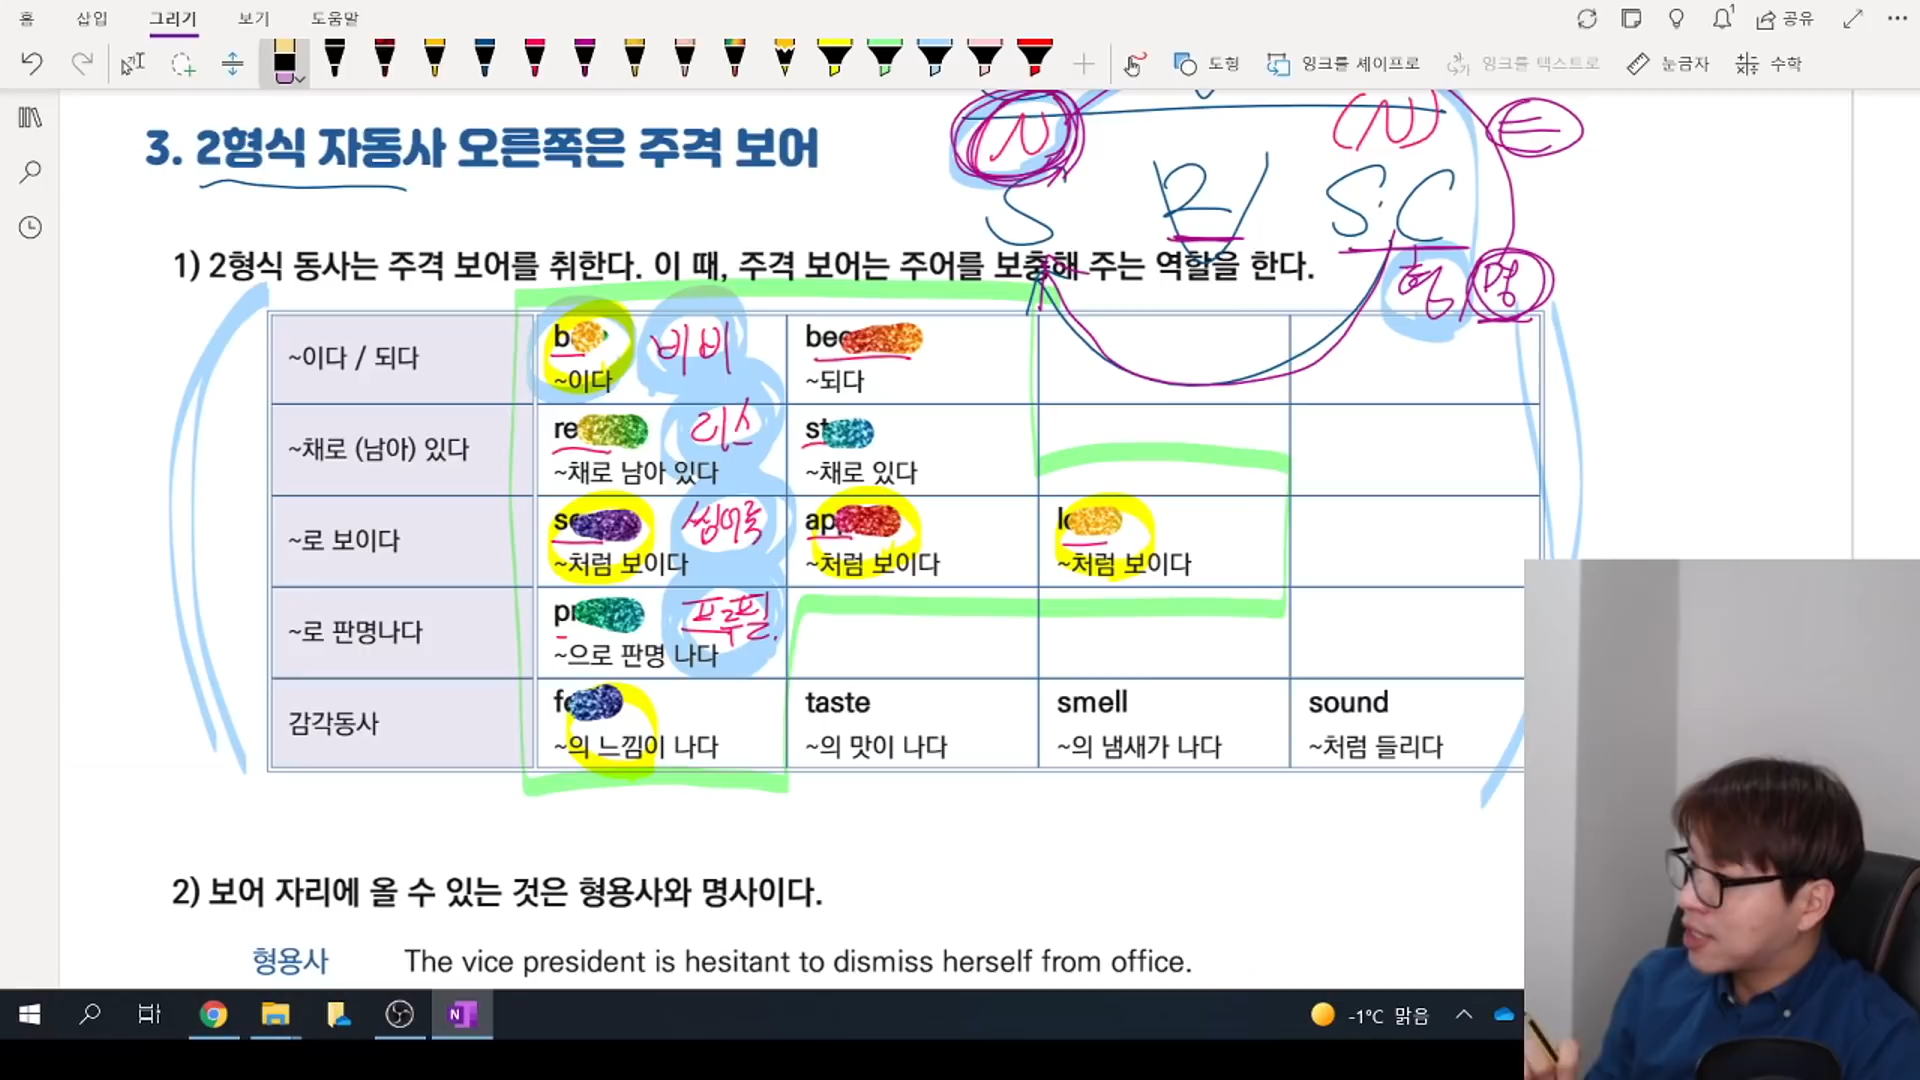 홈 삽입 그리기 보기 도움말
1 공유
도형 잉크를 셰이프로 잉크를 텍스트로 눈금자 수학
N (N)
3. 2형식 자동사 오른쪽은 주격 보어
S 2 S.C
1) 2형식 동사는 주격 보어를 취한다. 이 때, 주격 보어는 주어를 보충해 주는 역할을 한다.
형, 명
~이다 / 되다
b 비비 bec
~이다 ~되다
~채로 (남아) 있다
re 리스 st
~채로 남아 있다 ~채로 있다
~로 보이다
se 씸어룩 app l
~처럼 보이다 ~처럼 보이다 ~처럼 보이다
~로 판명나다
p 프루필.
~으로 판명 나다
감각동사
f taste smell sound
~의 느낌이 나다 ~의 맛이 나다 ~의 냄새가 나다 ~처럼 들리다
2) 보어 자리에 올 수 있는 것은 형용사와 명사이다.
형용사 The vice president is hesitant to dismiss herself from office.
N -1°C 맑음